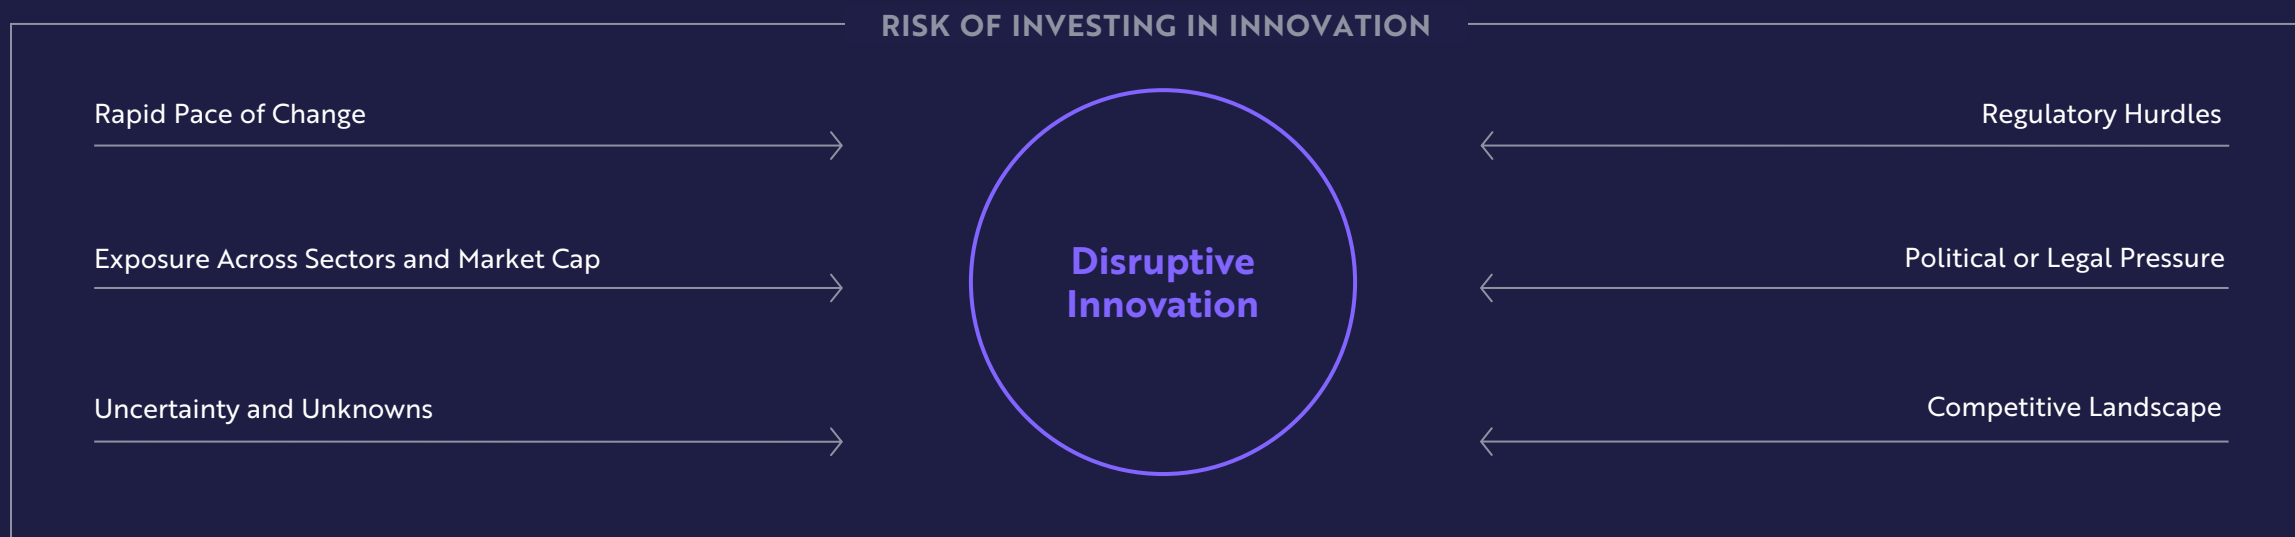 RISK OF INVESTING IN INNOVATION
Rapid Pace of Change
Exposure Across Sectors and Market Cap
Uncertainty and Unknowns
Disruptive
Innovation
Regulatory Hurdles
Political or Legal Pressure
Competitive Landscape